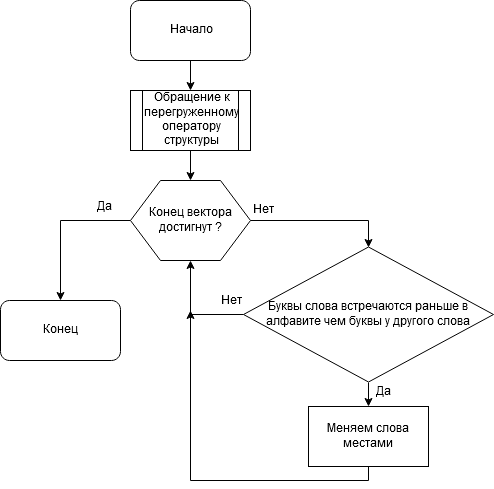 Начало
Обращение к
перегруженному
оператору
структуры
Да
Конец вектора
достигнут ?
Нет
Нет
Буквы слова встречаются раньше в
алфавите чем буквы у другого слова
Конец
Да
Меняем слова
местами